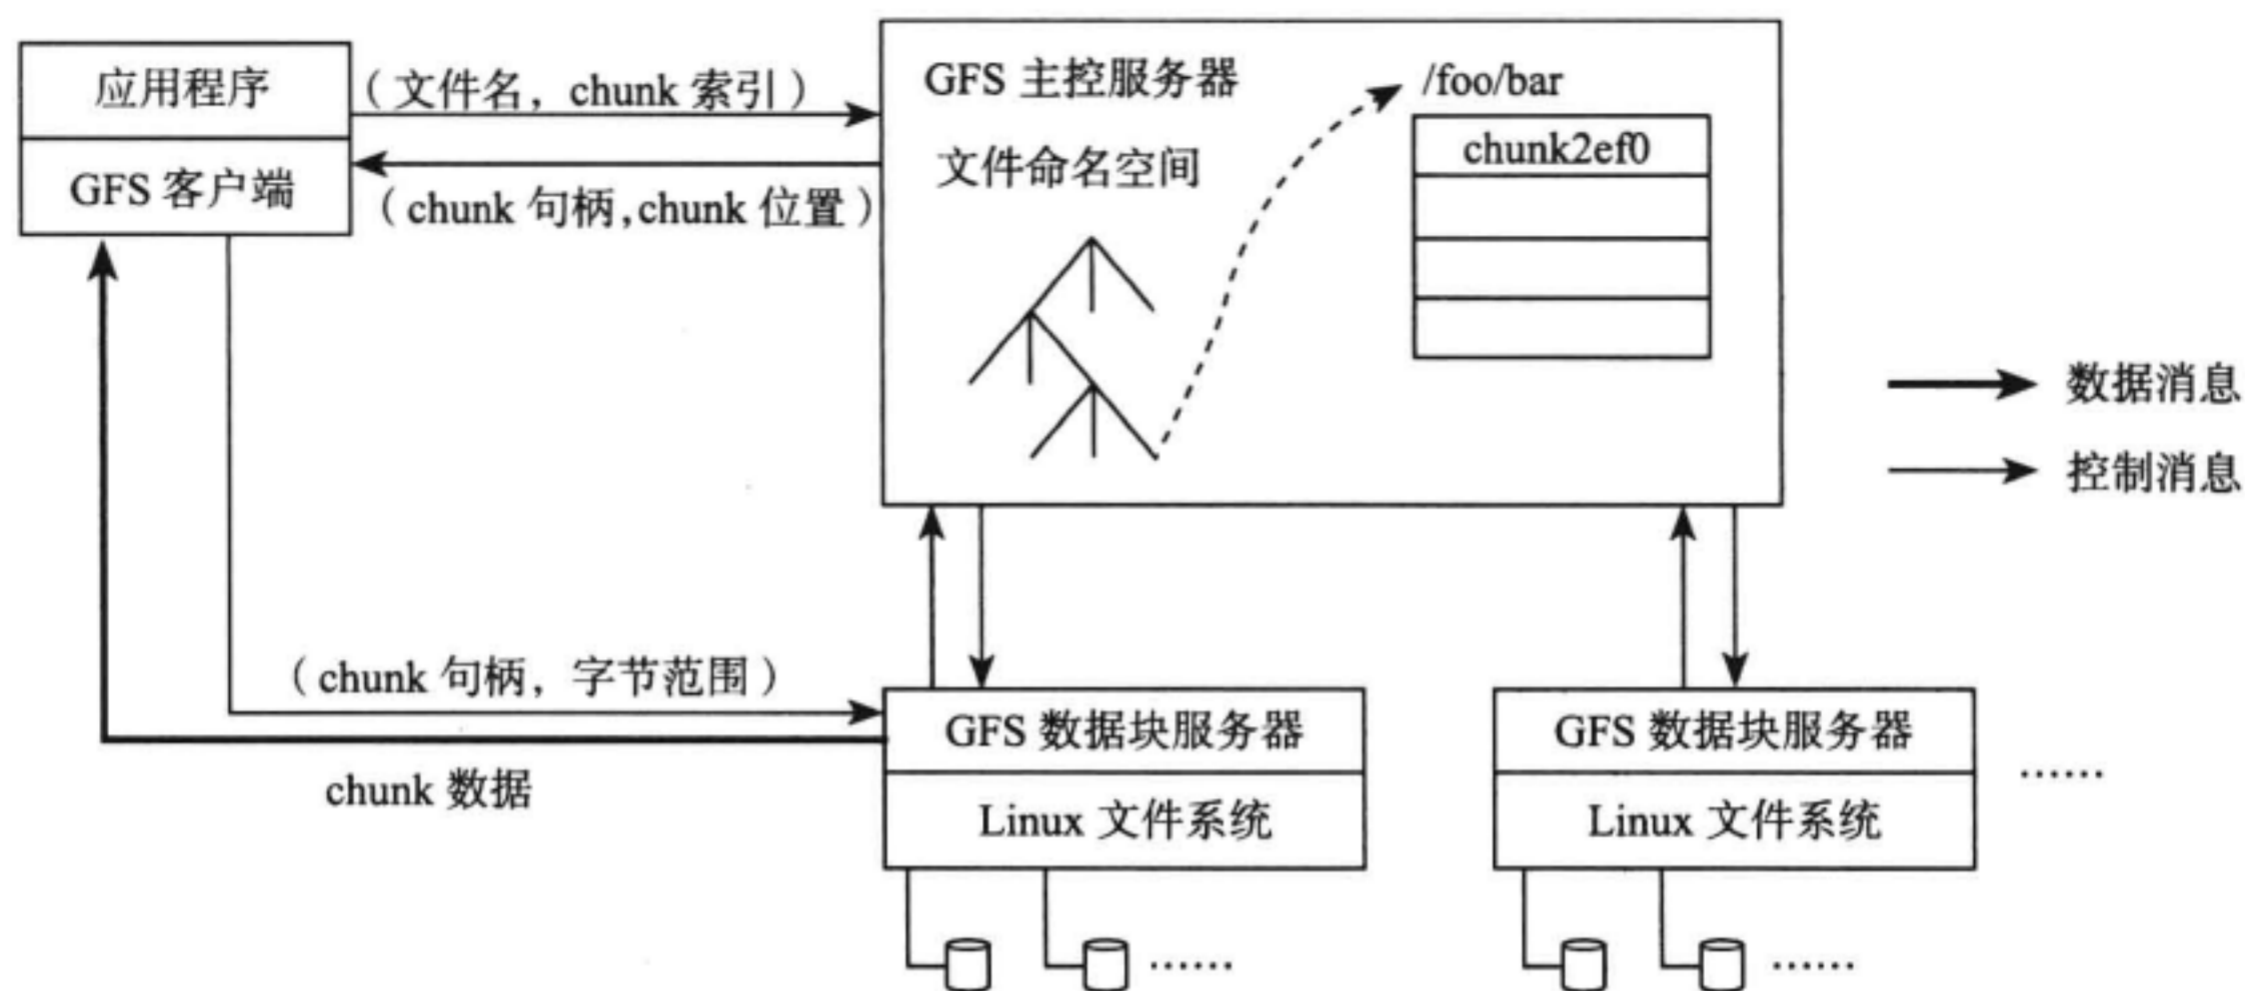 应用程序
GFS 客户端
（文件名，chunk 索引）
（chunk 句柄,chunk 位置）
GFS 主控服务器
文件命名空间
/foo/bar
chunk2ef0
数据消息
控制消息
（chunk 句柄，字节范围）
chunk 数据
GFS 数据块服务器
Linux 文件系统
……
GFS 数据块服务器
Linux 文件系统
……
……